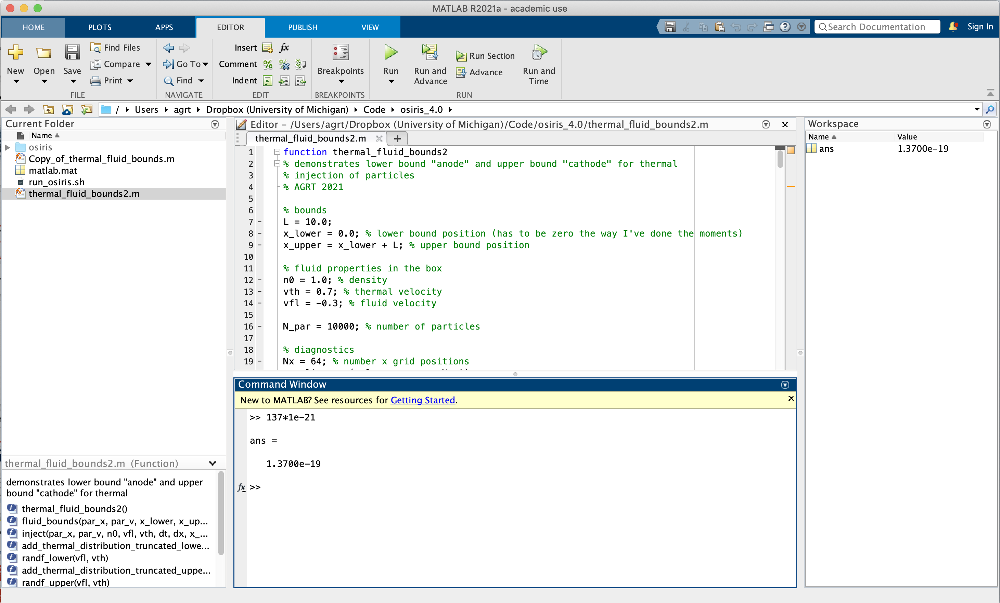 MATLAB R2021a - academic use
HOME
PLOTS
APPS
EDITOR
PUBLISH
VIEW
Search Documentation
Sign In
New
Open
Save
Find Files
Compare
Print
FILE
Go To
Find
NAVIGATE
Insert
Comment
Indent
EDIT
Breakpoints
BREAKPOINTS
Run
Run and
Advance
Run Section
Advance
Run and
Time
RUN
/ Users agrt Dropbox (University of Michigan) Code osiris_4.0
Current Folder
Name
osiris
Copy_of_thermal_fluid_bounds.m
matlab.mat
run_osiris.sh
thermal_fluid_bounds2.m
thermal_fluid_bounds2.m (Function)
demonstrates lower bound "anode" and upper
bound "cathode" for thermal
thermal_fluid_bounds2()
fluid_bounds(par_x, par_v, x_lower, x_up...
inject(par_x, par_v, n0, vfl, vth, dt, dx, x_...
add_thermal_distribution_truncated_lowe...
randf_lower(vfl, vth)
add_thermal_distribution_truncated_uppe...
randf_upper(vfl, vth)
Editor – /Users/agrt/Dropbox (University of Michigan)/Code/osiris_4.0/thermal_fluid_bounds2.m
thermal_fluid_bounds2.m
1 function thermal_fluid_bounds2
2 % demonstrates lower bound "anode" and upper bound "cathode" for thermal
3 % injection of particles
4 % AGRT 2021
5
6 % bounds
7 – L = 10.0;
8 – x_lower = 0.0; % lower bound position (has to be zero the way I've done the moments)
9 – x_upper = x_lower + L; % upper bound position
10
11 % fluid properties in the box
12 – n0 = 1.0; % density
13 – vth = 0.7; % thermal velocity
14 – vfl = -0.3; % fluid velocity
15
16 – N_par = 10000; % number of particles
17
18 % diagnostics
19 – Nx = 64; % number x grid positions
Command Window
New to MATLAB? See resources for Getting Started.
>> 137*1e-21
ans =
1.3700e-19
fx >>
Workspace
Name Value
ans 1.3700e-19